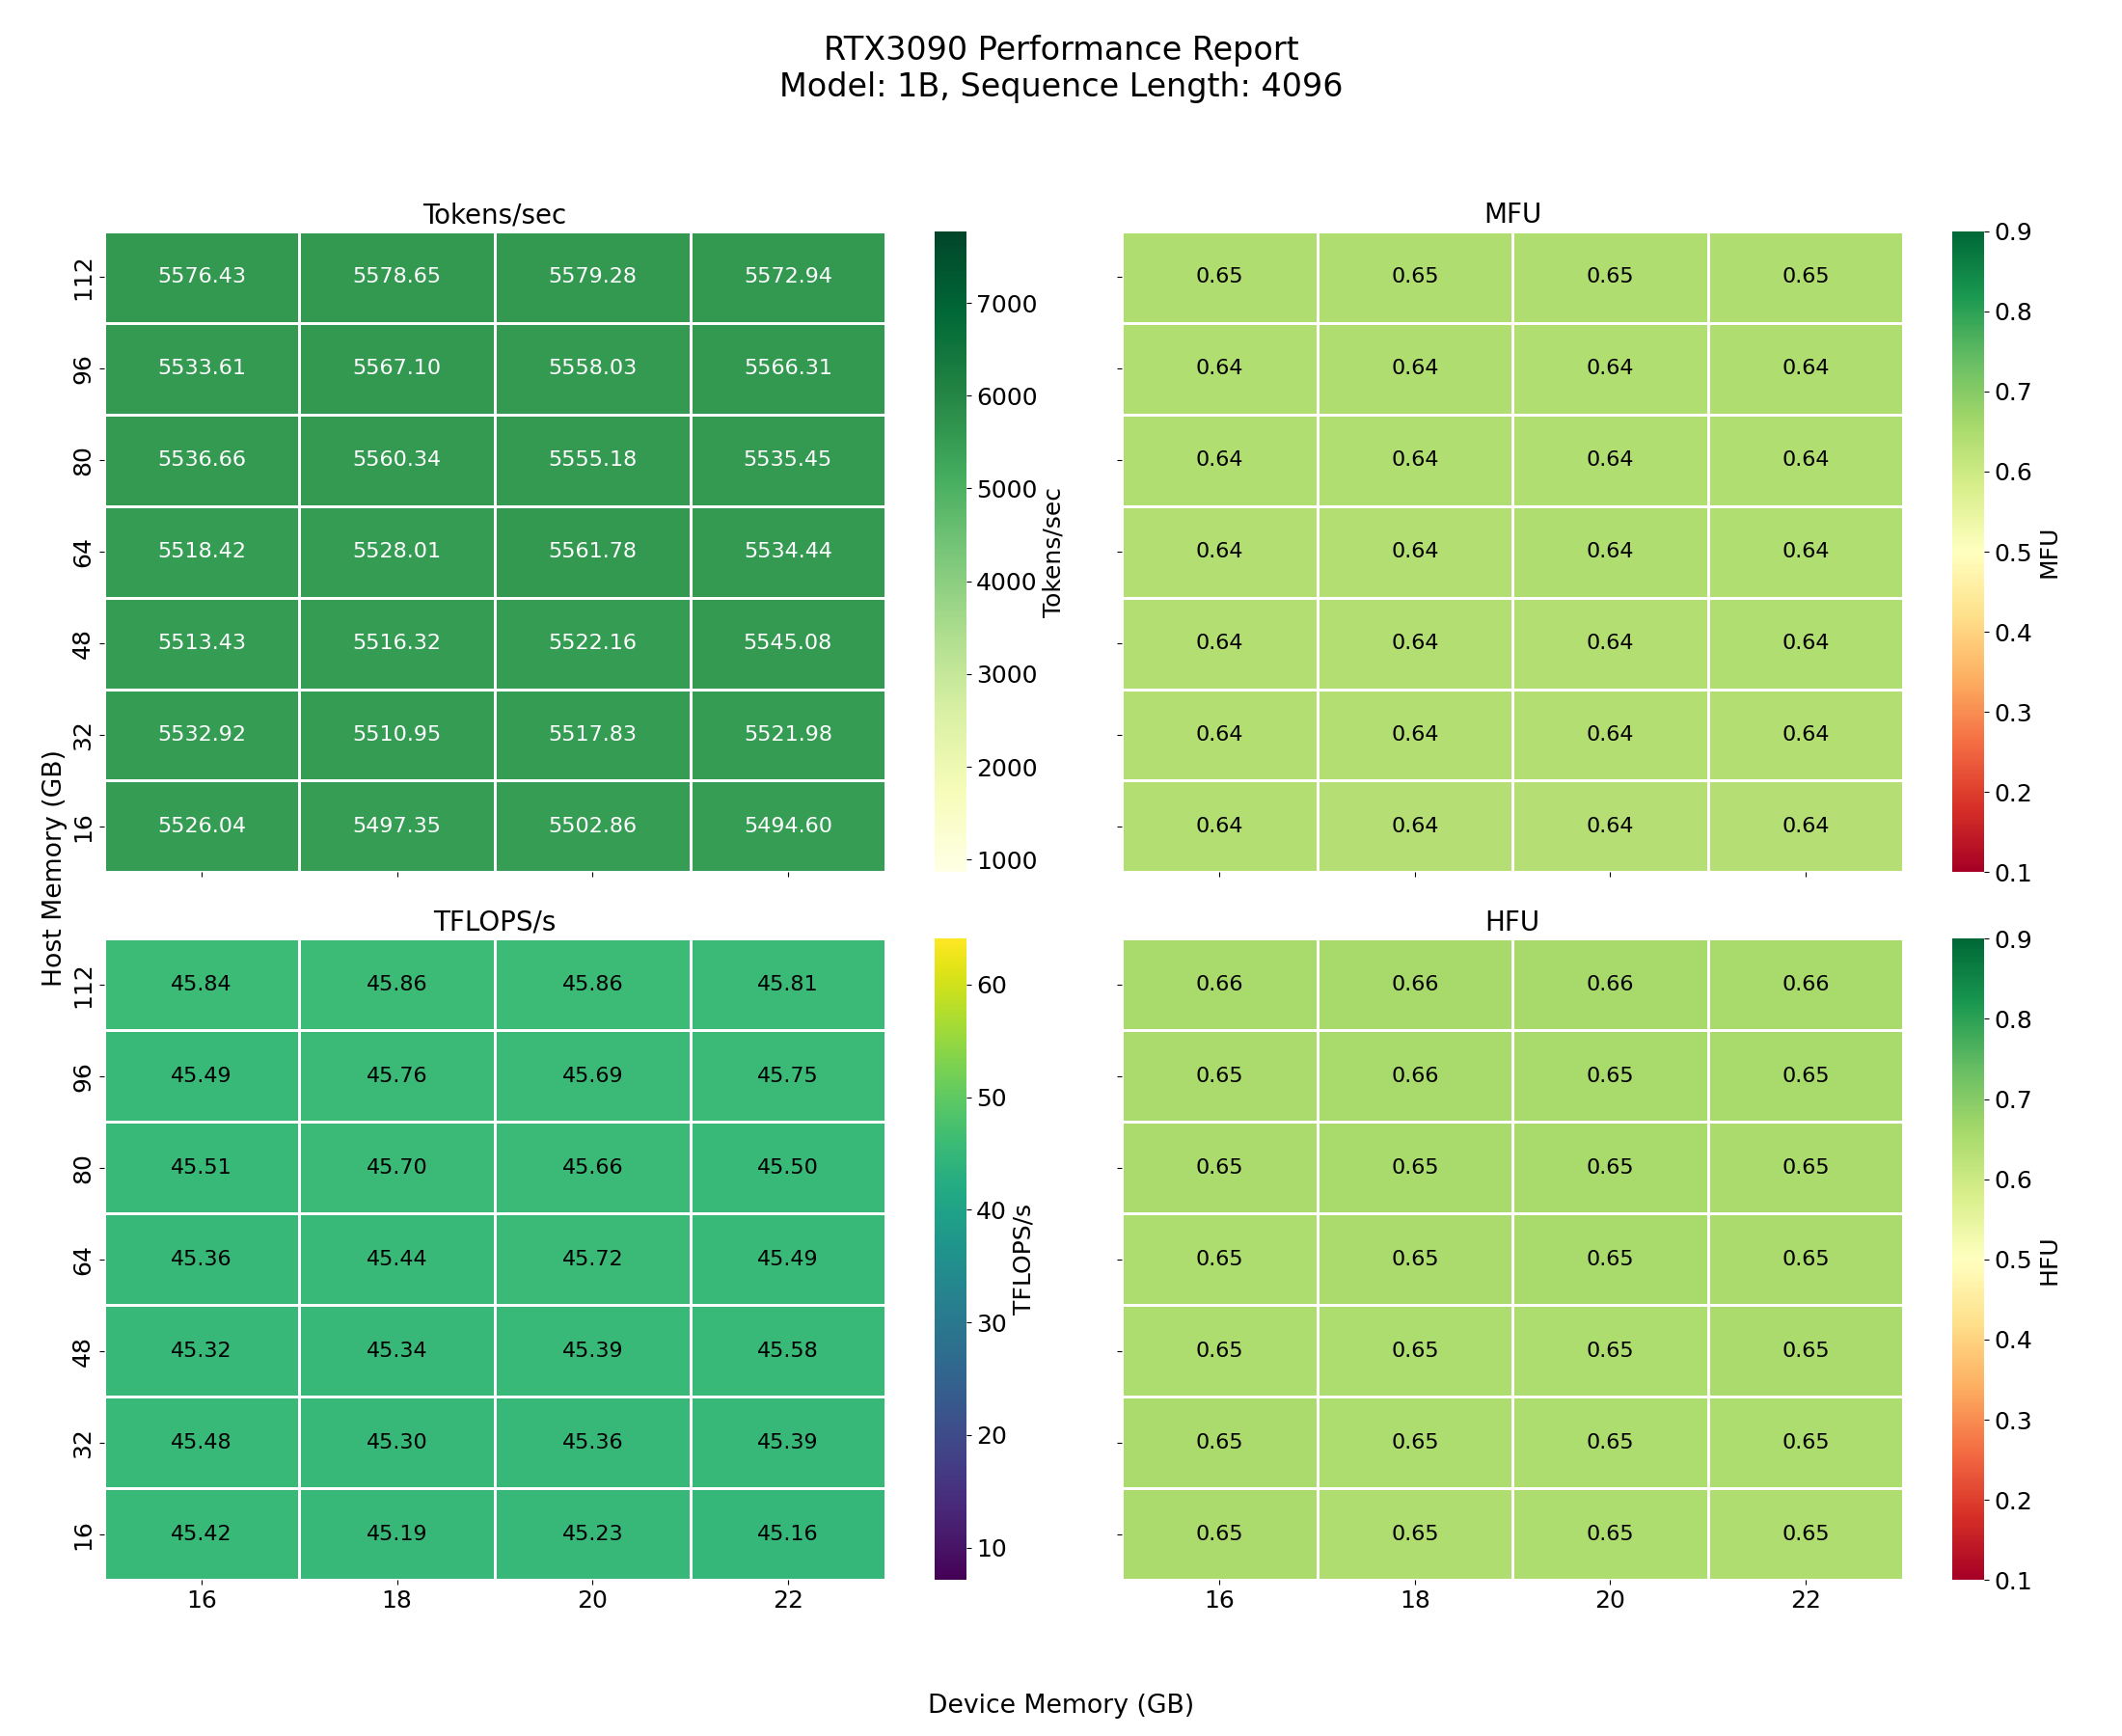 RTX3090 Performance Report
Model: 1B, Sequence Length: 4096
Tokens/sec
112 5576.43 5578.65 5579.28 5572.94
96 5533.61 5567.10 5558.03 5566.31
80 5536.66 5560.34 5555.18 5535.45
64 5518.42 5528.01 5561.78 5534.44
48 5513.43 5516.32 5522.16 5545.08
32 5532.92 5510.95 5517.83 5521.98
16 5526.04 5497.35 5502.86 5494.60
7000
6000
5000
4000
3000
2000
1000
Tokens/sec
MFU
0.65 0.65 0.65 0.65
0.64 0.64 0.64 0.64
0.64 0.64 0.64 0.64
0.64 0.64 0.64 0.64
0.64 0.64 0.64 0.64
0.64 0.64 0.64 0.64
0.64 0.64 0.64 0.64
0.9
0.8
0.7
0.6
0.5
0.4
0.3
0.2
0.1
MFU
Host Memory (GB)
TFLOPS/s
112 45.84 45.86 45.86 45.81
96 45.49 45.76 45.69 45.75
80 45.51 45.70 45.66 45.50
64 45.36 45.44 45.72 45.49
48 45.32 45.34 45.39 45.58
32 45.48 45.30 45.36 45.39
16 45.42 45.19 45.23 45.16
16 18 20 22
60
50
40
30
20
10
TFLOPS/s
HFU
0.66 0.66 0.66 0.66
0.65 0.66 0.65 0.65
0.65 0.65 0.65 0.65
0.65 0.65 0.65 0.65
0.65 0.65 0.65 0.65
0.65 0.65 0.65 0.65
0.65 0.65 0.65 0.65
16 18 20 22
0.9
0.8
0.7
0.6
0.5
0.4
0.3
0.2
0.1
HFU
Device Memory (GB)